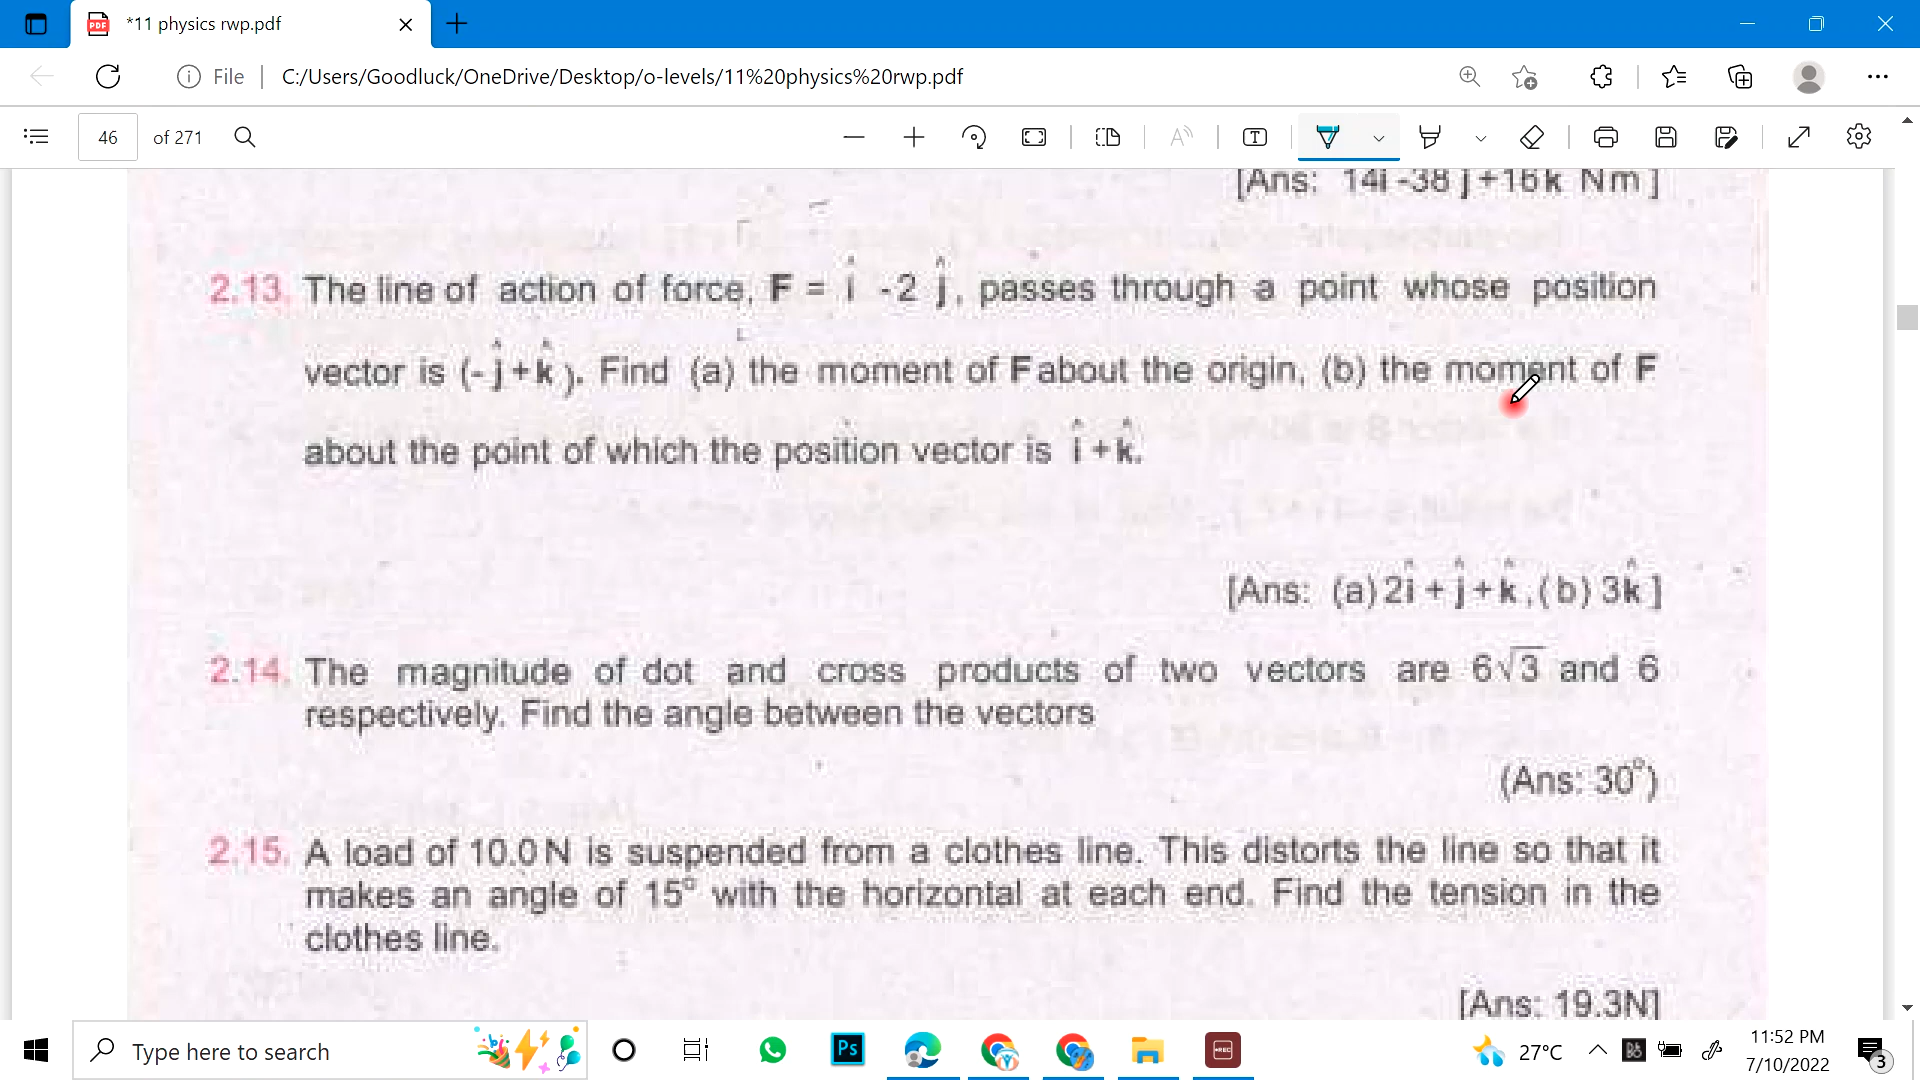 *11 physics rwp.pdf
File
C:/Users/Goodluck/OneDrive/Desktop/o-levels/11%20physics%20rwp.pdf
46 of 271
[Ans: 14i -38 j +16k Nm ]
2.13. The line of action of force, F = î -2 ĵ, passes through a point whose position
vector is (-ĵ+k̂). Find (a) the moment of F about the origin, (b) the moment of F
about the point of which the position vector is î + k̂.
[Ans: (a) 2î + ĵ + k̂ ,(b) 3k̂ ]
2.14. The magnitude of dot and cross products of two vectors are 6√3 and 6
respectively. Find the angle between the vectors
(Ans: 30°)
2.15. A load of 10.0 N is suspended from a clothes line. This distorts the line so that it
makes an angle of 15° with the horizontal at each end. Find the tension in the
clothes line.
[Ans: 19.3N]
Type here to search
Ps
REC
27°C
11:52 PM
7/10/2022
3